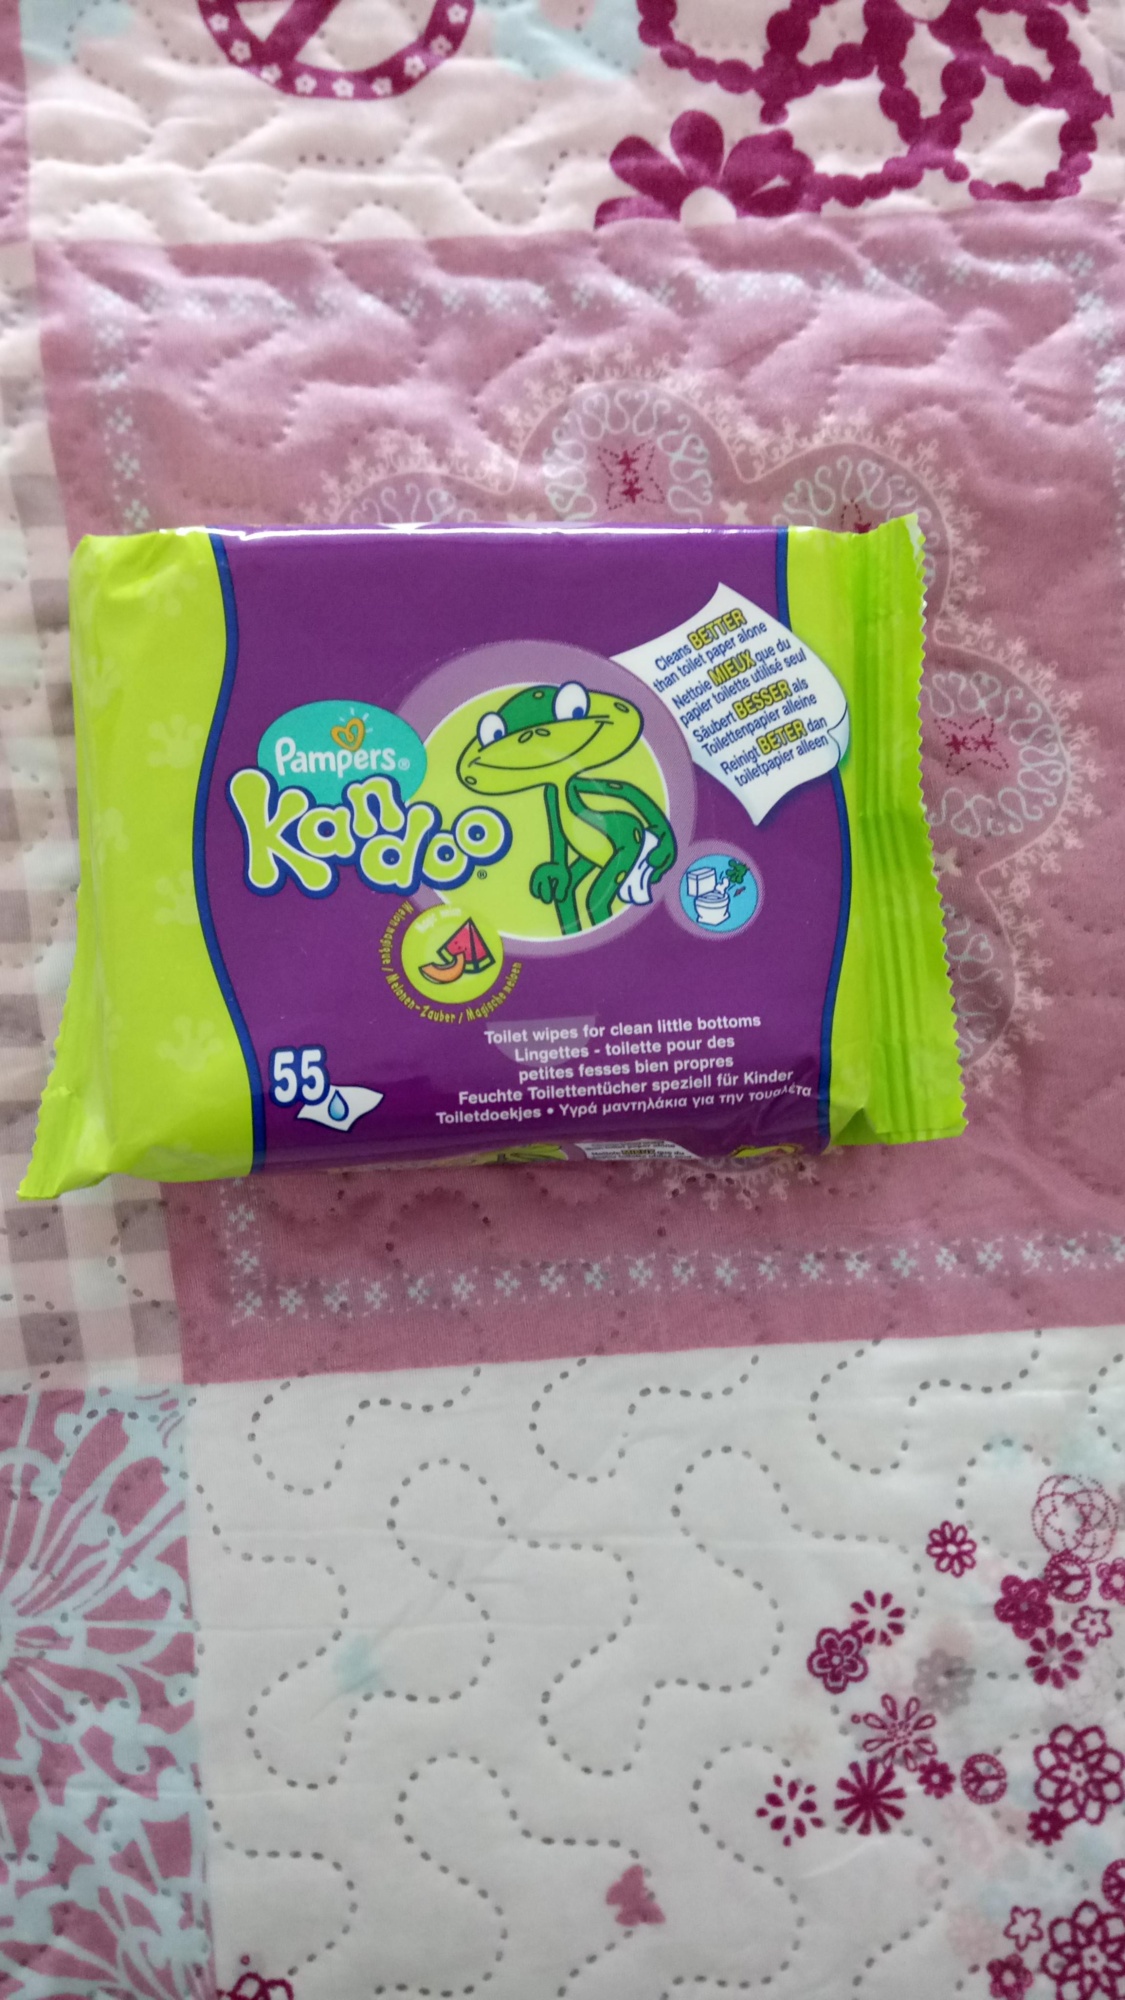 Cleans BETTER
than toilet paper alone
Nettoie MIEUX que du
papier toilette utilisé seul
Säubert BESSER als
Toilettenpapier alleine
Reinigt BETER dan
toiletpapier alleen
Pampers®
Kandoo®
Melon magique / Melonen-Zauber / Magische meloen
55
Toilet wipes for clean little bottoms
Lingettes - toilette pour des
petites fesses bien propres
Feuchte Toilettentücher speziell für Kinder
Toiletdoekjes • Υγρά μαντηλάκια για την τουαλέτα